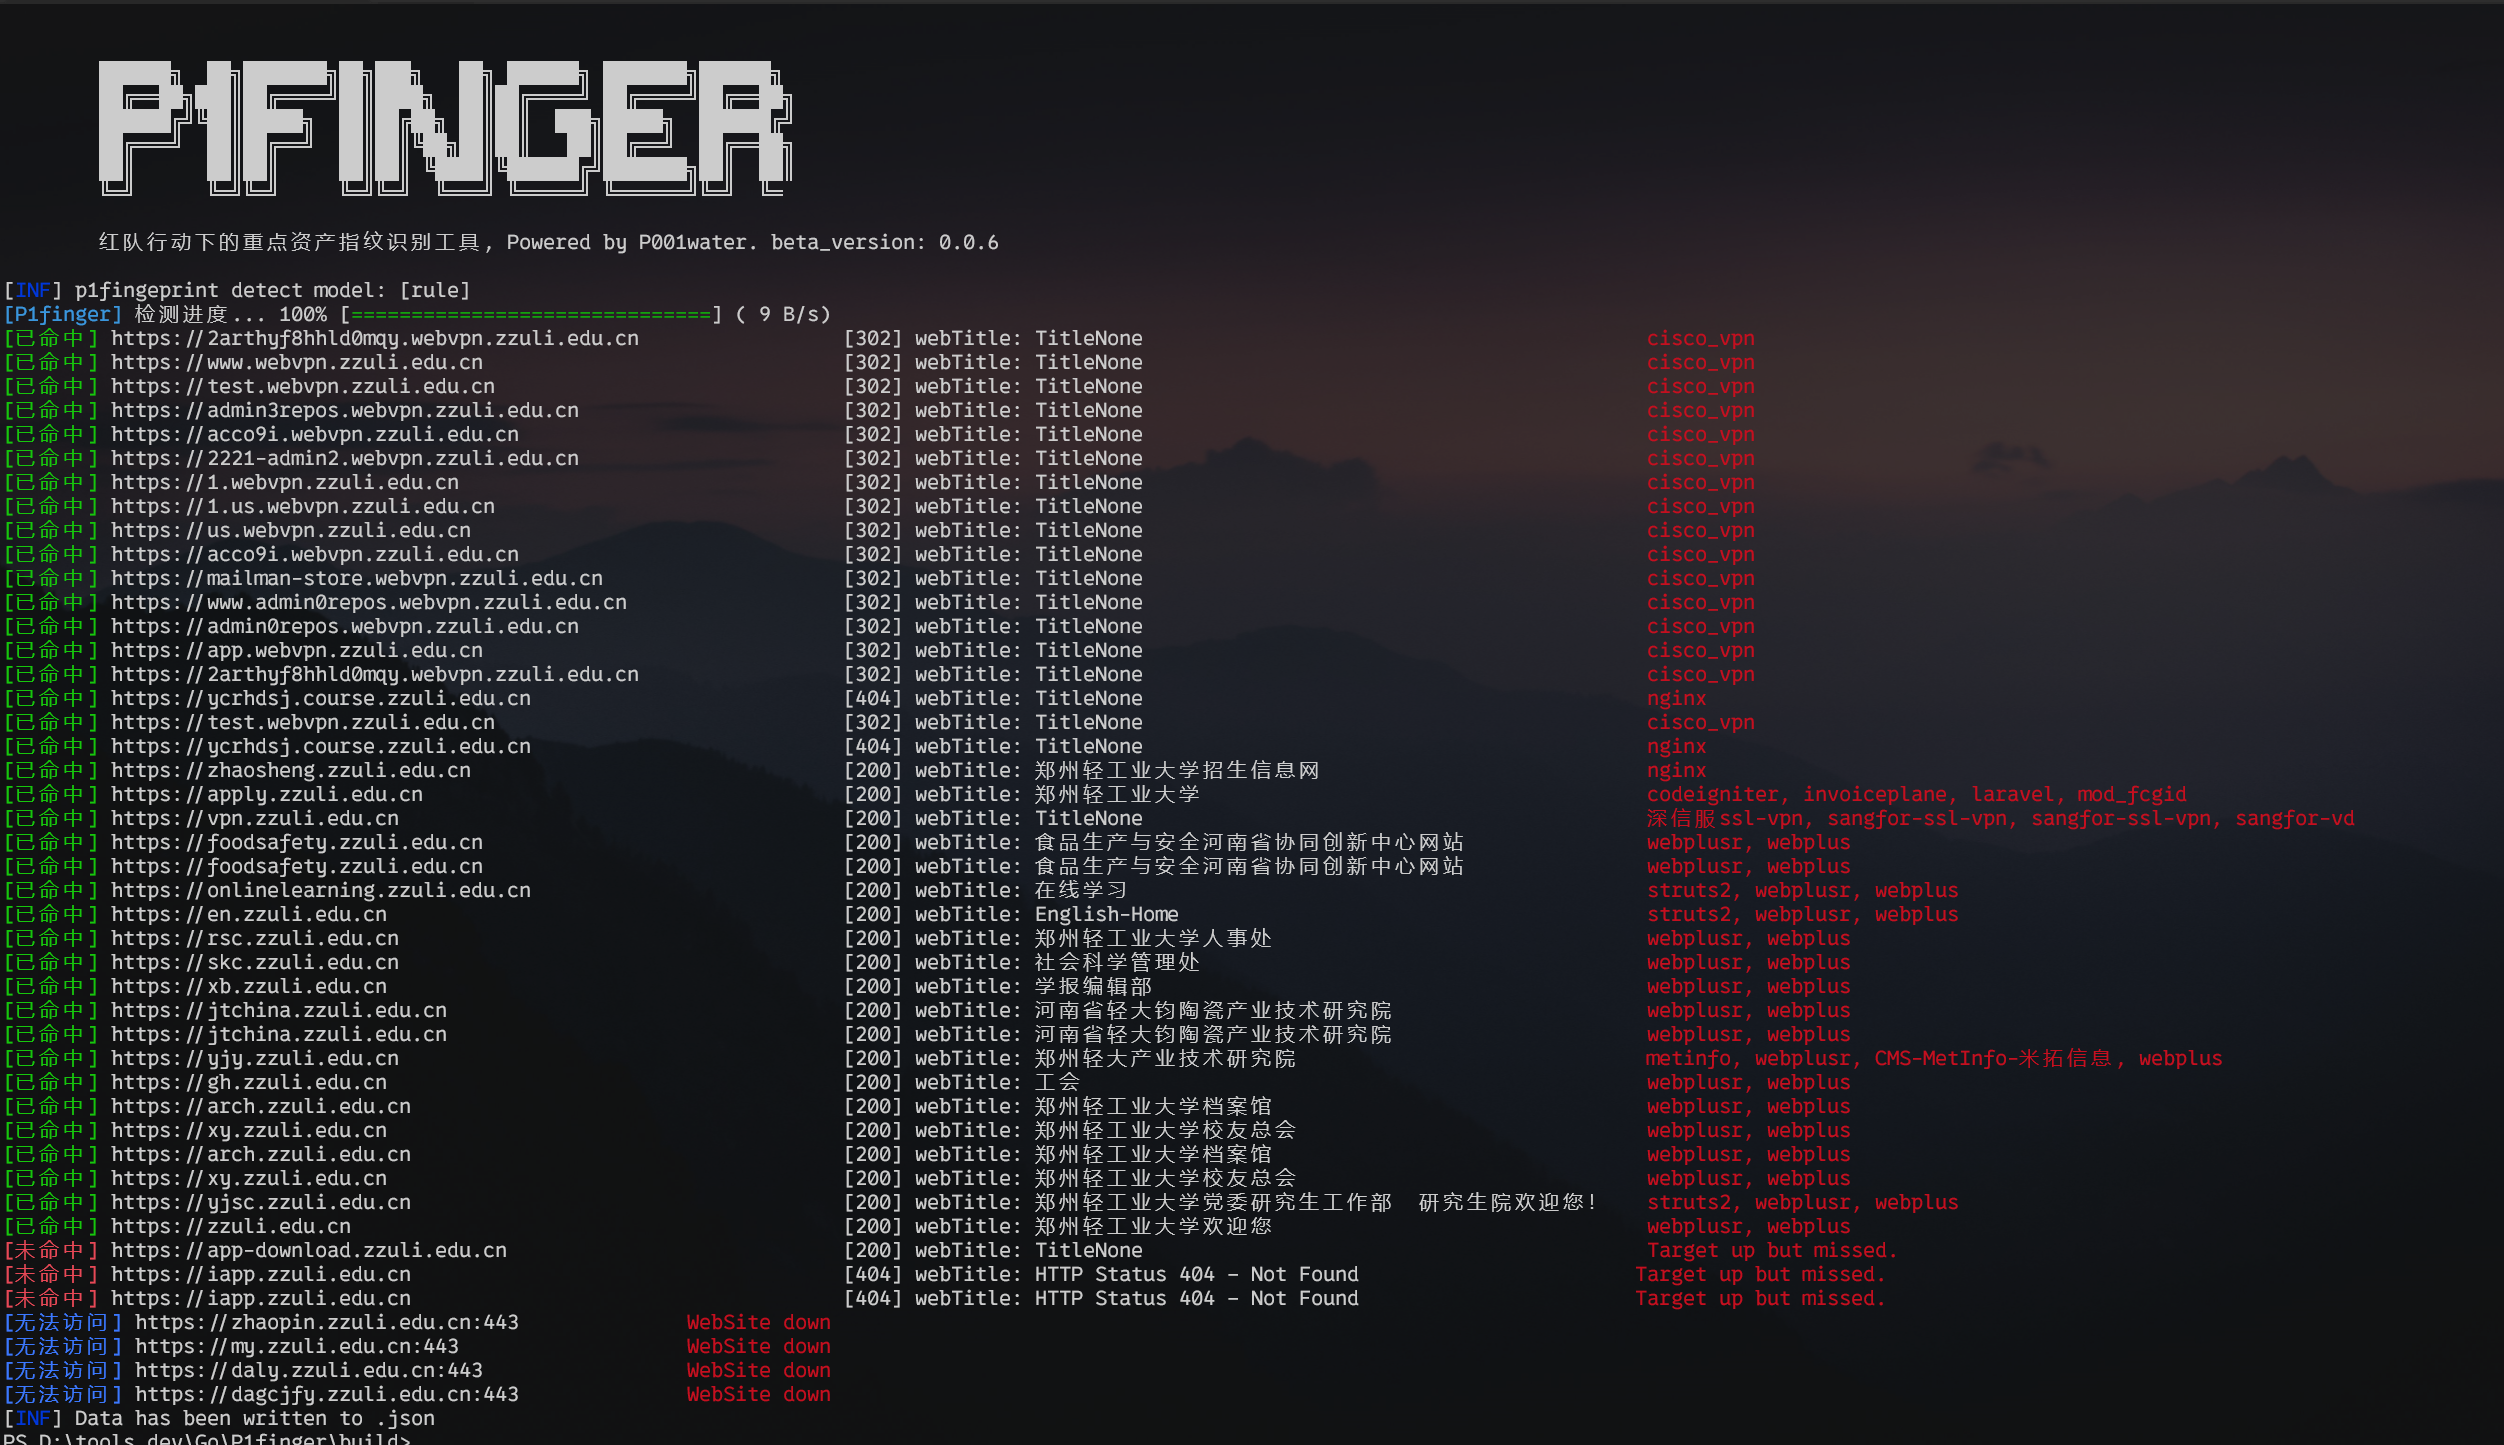 P1FINGER
红队行动下的重点资产指纹识别工具, Powered by P001water. beta_version: 0.0.6
[INF] p1fingeprint detect model: [rule]
[P1finger] 检测进度... 100% [==============================] ( 9 B/s)
[已命中] https://2arthyf8hhld0mqy.webvpn.zzuli.edu.cn [302] webTitle: TitleNone cisco_vpn
[已命中] https://www.webvpn.zzuli.edu.cn [302] webTitle: TitleNone cisco_vpn
[已命中] https://test.webvpn.zzuli.edu.cn [302] webTitle: TitleNone cisco_vpn
[已命中] https://admin3repos.webvpn.zzuli.edu.cn [302] webTitle: TitleNone cisco_vpn
[已命中] https://acco9i.webvpn.zzuli.edu.cn [302] webTitle: TitleNone cisco_vpn
[已命中] https://2221-admin2.webvpn.zzuli.edu.cn [302] webTitle: TitleNone cisco_vpn
[已命中] https://1.webvpn.zzuli.edu.cn [302] webTitle: TitleNone cisco_vpn
[已命中] https://1.us.webvpn.zzuli.edu.cn [302] webTitle: TitleNone cisco_vpn
[已命中] https://us.webvpn.zzuli.edu.cn [302] webTitle: TitleNone cisco_vpn
[已命中] https://acco9i.webvpn.zzuli.edu.cn [302] webTitle: TitleNone cisco_vpn
[已命中] https://mailman-store.webvpn.zzuli.edu.cn [302] webTitle: TitleNone cisco_vpn
[已命中] https://www.admin0repos.webvpn.zzuli.edu.cn [302] webTitle: TitleNone cisco_vpn
[已命中] https://admin0repos.webvpn.zzuli.edu.cn [302] webTitle: TitleNone cisco_vpn
[已命中] https://app.webvpn.zzuli.edu.cn [302] webTitle: TitleNone cisco_vpn
[已命中] https://2arthyf8hhld0mqy.webvpn.zzuli.edu.cn [302] webTitle: TitleNone cisco_vpn
[已命中] https://ycrhdsj.course.zzuli.edu.cn [404] webTitle: TitleNone nginx
[已命中] https://test.webvpn.zzuli.edu.cn [302] webTitle: TitleNone cisco_vpn
[已命中] https://ycrhdsj.course.zzuli.edu.cn [404] webTitle: TitleNone nginx
[已命中] https://zhaosheng.zzuli.edu.cn [200] webTitle: 郑州轻工业大学招生信息网 nginx
[已命中] https://apply.zzuli.edu.cn [200] webTitle: 郑州轻工业大学 codeigniter, invoiceplane, laravel, mod_fcgid
[已命中] https://vpn.zzuli.edu.cn [200] webTitle: TitleNone 深信服ssl-vpn, sangfor-ssl-vpn, sangfor-ssl-vpn, sangfor-vd
[已命中] https://foodsafety.zzuli.edu.cn [200] webTitle: 食品生产与安全河南省协同创新中心网站 webplusr, webplus
[已命中] https://foodsafety.zzuli.edu.cn [200] webTitle: 食品生产与安全河南省协同创新中心网站 webplusr, webplus
[已命中] https://onlinelearning.zzuli.edu.cn [200] webTitle: 在线学习 struts2, webplusr, webplus
[已命中] https://en.zzuli.edu.cn [200] webTitle: English-Home struts2, webplusr, webplus
[已命中] https://rsc.zzuli.edu.cn [200] webTitle: 郑州轻工业大学人事处 webplusr, webplus
[已命中] https://skc.zzuli.edu.cn [200] webTitle: 社会科学管理处 webplusr, webplus
[已命中] https://xb.zzuli.edu.cn [200] webTitle: 学报编辑部 webplusr, webplus
[已命中] https://jtchina.zzuli.edu.cn [200] webTitle: 河南省轻大钧陶瓷产业技术研究院 webplusr, webplus
[已命中] https://jtchina.zzuli.edu.cn [200] webTitle: 河南省轻大钧陶瓷产业技术研究院 webplusr, webplus
[已命中] https://yjy.zzuli.edu.cn [200] webTitle: 郑州轻大产业技术研究院 metinfo, webplusr, CMS-MetInfo-米拓信息, webplus
[已命中] https://gh.zzuli.edu.cn [200] webTitle: 工会 webplusr, webplus
[已命中] https://arch.zzuli.edu.cn [200] webTitle: 郑州轻工业大学档案馆 webplusr, webplus
[已命中] https://xy.zzuli.edu.cn [200] webTitle: 郑州轻工业大学校友总会 webplusr, webplus
[已命中] https://arch.zzuli.edu.cn [200] webTitle: 郑州轻工业大学档案馆 webplusr, webplus
[已命中] https://xy.zzuli.edu.cn [200] webTitle: 郑州轻工业大学校友总会 webplusr, webplus
[已命中] https://yjsc.zzuli.edu.cn [200] webTitle: 郑州轻工业大学党委研究生工作部 研究生院欢迎您! struts2, webplusr, webplus
[已命中] https://zzuli.edu.cn [200] webTitle: 郑州轻工业大学欢迎您 webplusr, webplus
[未命中] https://app-download.zzuli.edu.cn [200] webTitle: TitleNone Target up but missed.
[未命中] https://iapp.zzuli.edu.cn [404] webTitle: HTTP Status 404 – Not Found Target up but missed.
[未命中] https://iapp.zzuli.edu.cn [404] webTitle: HTTP Status 404 – Not Found Target up but missed.
[无法访问] https://zhaopin.zzuli.edu.cn:443 WebSite down
[无法访问] https://my.zzuli.edu.cn:443 WebSite down
[无法访问] https://daly.zzuli.edu.cn:443 WebSite down
[无法访问] https://dagcjfy.zzuli.edu.cn:443 WebSite down
[INF] Data has been written to .json
PS D:\tools_dev\Go\P1finger\build>